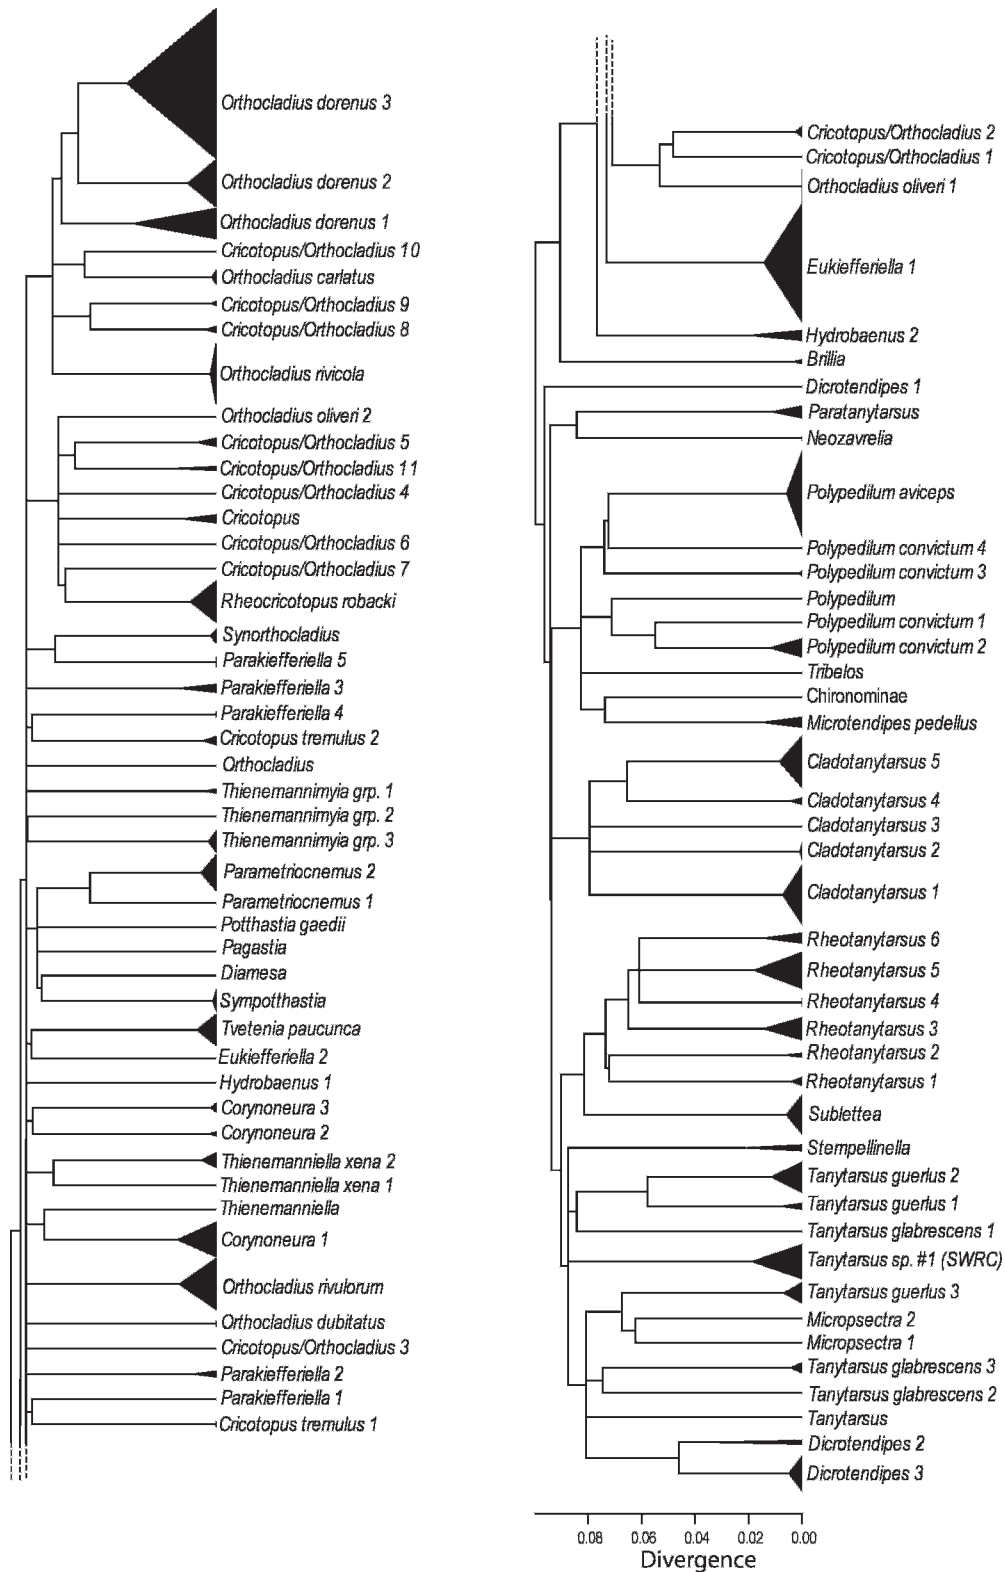 Orthocladius dorenus 3
Orthocladius dorenus 2
Orthocladius dorenus 1
Cricotopus/Orthocladius 10
Orthocladius carlatus
Cricotopus/Orthocladius 9
Cricotopus/Orthocladius 8
Orthocladius rivicola
Orthocladius oliveri 2
Cricotopus/Orthocladius 5
Cricotopus/Orthocladius 11
Cricotopus/Orthocladius 4
Cricotopus
Cricotopus/Orthocladius 6
Cricotopus/Orthocladius 7
Rheocricotopus robacki
Synorthocladius
Parakiefferiella 5
Parakiefferiella 3
Parakiefferiella 4
Cricotopus tremulus 2
Orthocladius
Thienemannimyia grp. 1
Thienemannimyia grp. 2
Thienemannimyia grp. 3
Parametriocnemus 2
Parametriocnemus 1
Potthastia gaedii
Pagastia
Diamesa
Sympotthastia
Tvetenia paucunca
Eukiefferiella 2
Hydrobaenus 1
Corynoneura 3
Corynoneura 2
Thienemanniella xena 2
Thienemanniella xena 1
Thienemanniella
Corynoneura 1
Orthocladius rivulorum
Orthocladius dubitatus
Cricotopus/Orthocladius 3
Parakiefferiella 2
Parakiefferiella 1
Cricotopus tremulus 1
Cricotopus/Orthocladius 2
Cricotopus/Orthocladius 1
Orthocladius oliveri 1
Eukiefferiella 1
Hydrobaenus 2
Brillia
Dicrotendipes 1
Paratanytarsus
Neozavrelia
Polypedilum aviceps
Polypedilum convictum 4
Polypedilum convictum 3
Polypedilum
Polypedilum convictum 1
Polypedilum convictum 2
Tribelos
Chironominae
Microtendipes pedellus
Cladotanytarsus 5
Cladotanytarsus 4
Cladotanytarsus 3
Cladotanytarsus 2
Cladotanytarsus 1
Rheotanytarsus 6
Rheotanytarsus 5
Rheotanytarsus 4
Rheotanytarsus 3
Rheotanytarsus 2
Rheotanytarsus 1
Sublettea
Stempellinella
Tanytarsus guerlus 2
Tanytarsus guerlus 1
Tanytarsus glabrescens 1
Tanytarsus sp. #1 (SWRC)
Tanytarsus guerlus 3
Micropsectra 2
Micropsectra 1
Tanytarsus glabrescens 3
Tanytarsus glabrescens 2
Tanytarsus
Dicrotendipes 2
Dicrotendipes 3
0.08 0.06 0.04 0.02 0.00
Divergence